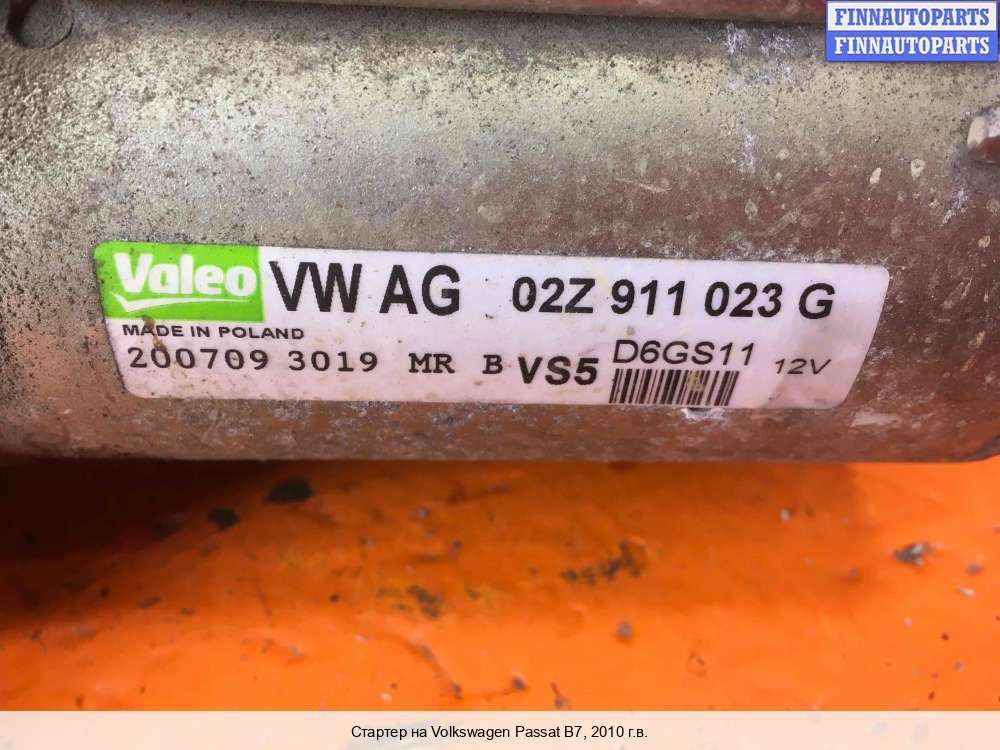 FINNAUTOPARTS
FINNAUTOPARTS
Valeo VW AG 02Z 911 023 G
MADE IN POLAND
200709 3019 MR B VS5 D6GS11 12V
Стартер на Volkswagen Passat B7, 2010 г.в.